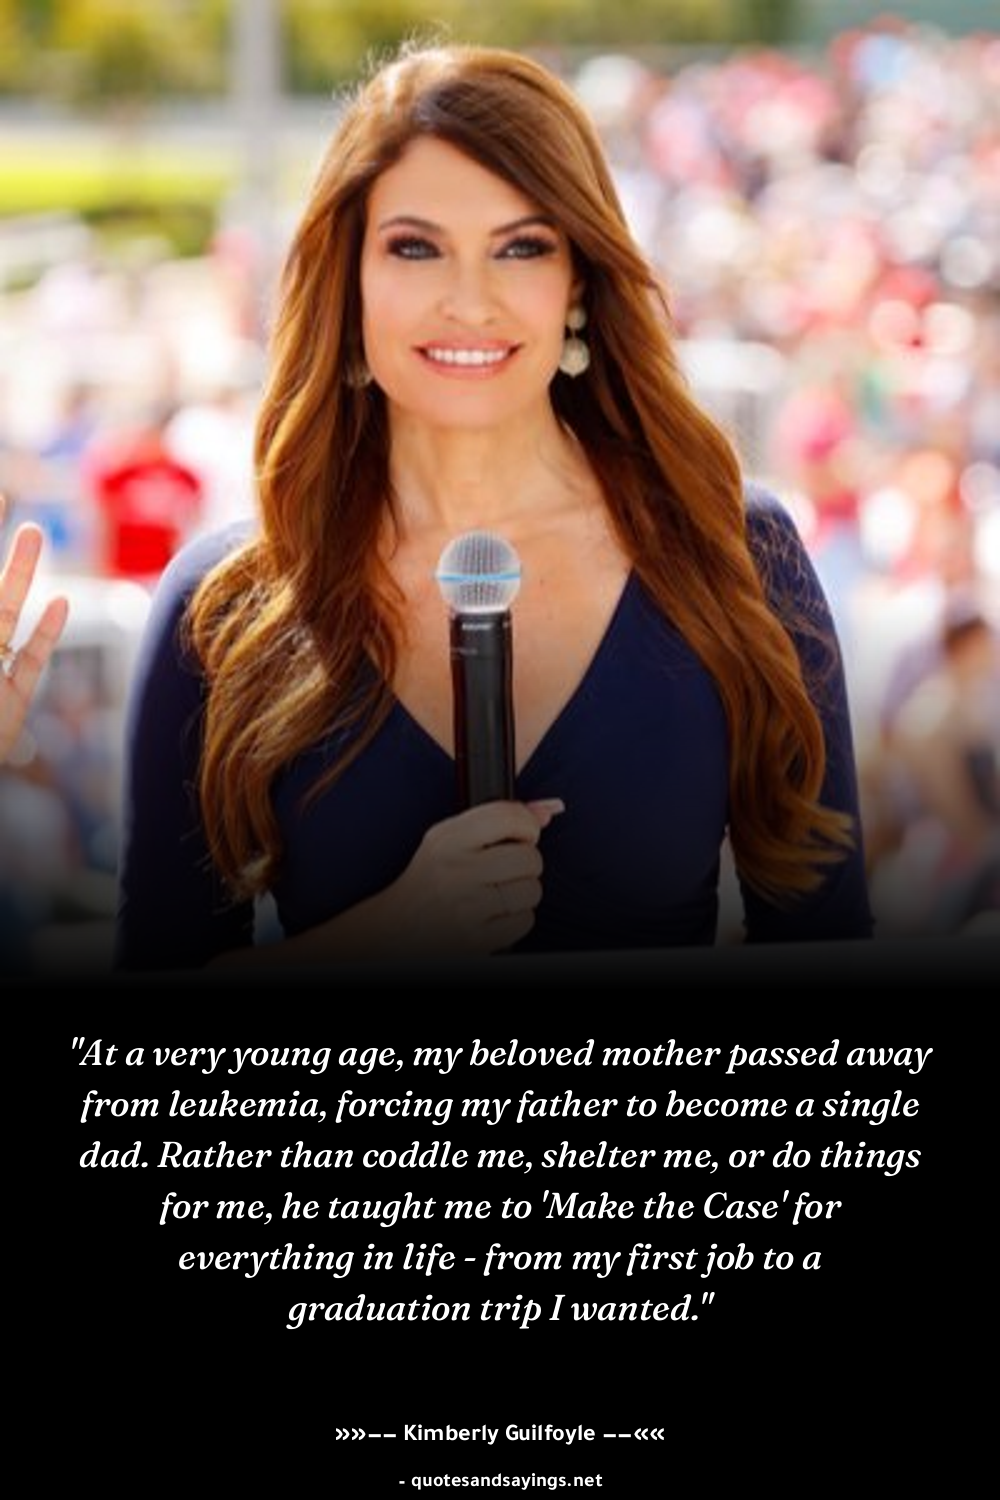 "At a very young age, my beloved mother passed away
from leukemia, forcing my father to become a single
dad. Rather than coddle me, shelter me, or do things
for me, he taught me to 'Make the Case' for
everything in life - from my first job to a
graduation trip I wanted."
»»−− Kimberly Guilfoyle −−««
- quotesandsayings.net